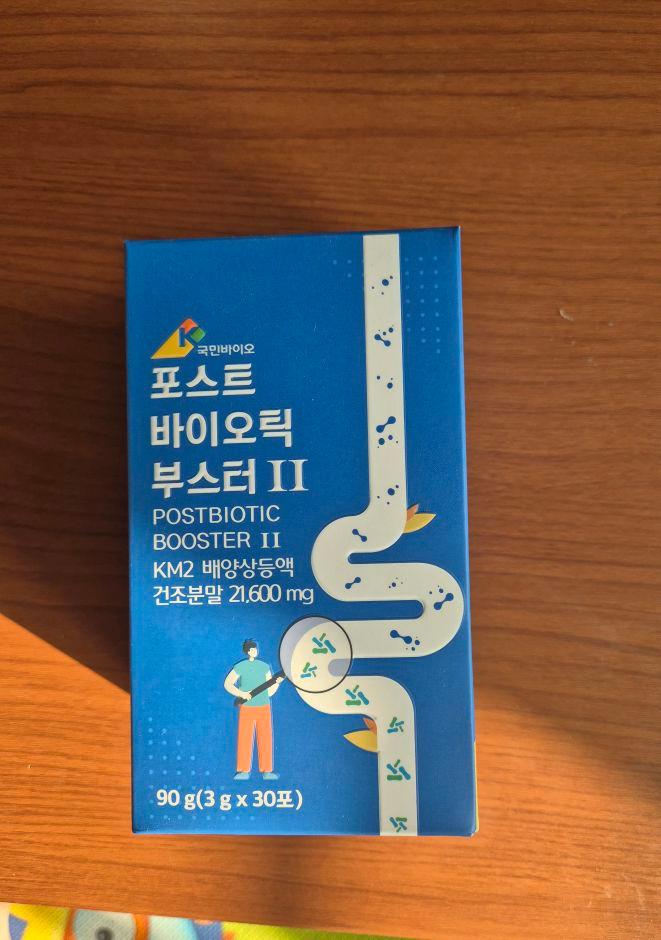 국민바이오
포스트
바이오틱
부스터 II
POSTBIOTIC
BOOSTER II
KM2 배양상등액
건조분말 21,600 mg
90 g(3 g x 30포)